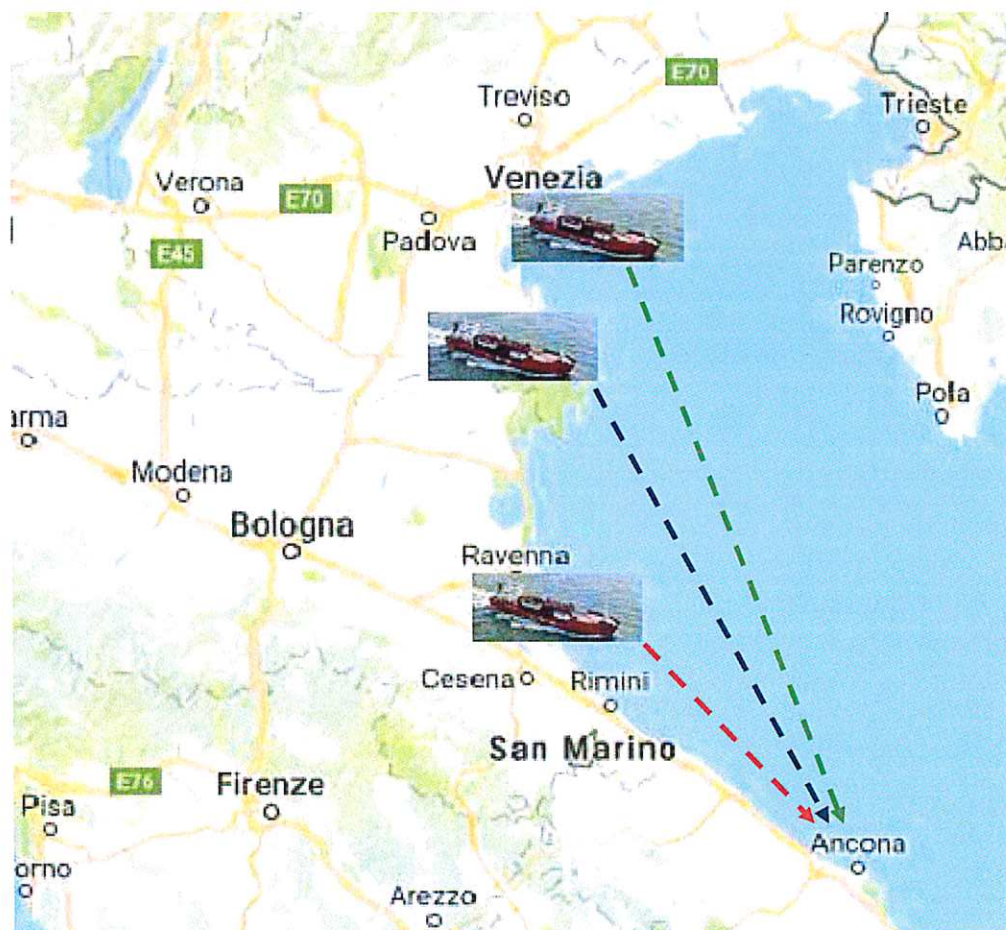 E70
Treviso
Trieste
Verona
E70
Venezia
Padova
E45
Parenzo
Abba
Rovigno
Pola
arma
Modena
Bologna
Ravenna
Cesena
Rimini
San Marino
E76
Firenze
Pisa
Ancona
orno
Arezzo